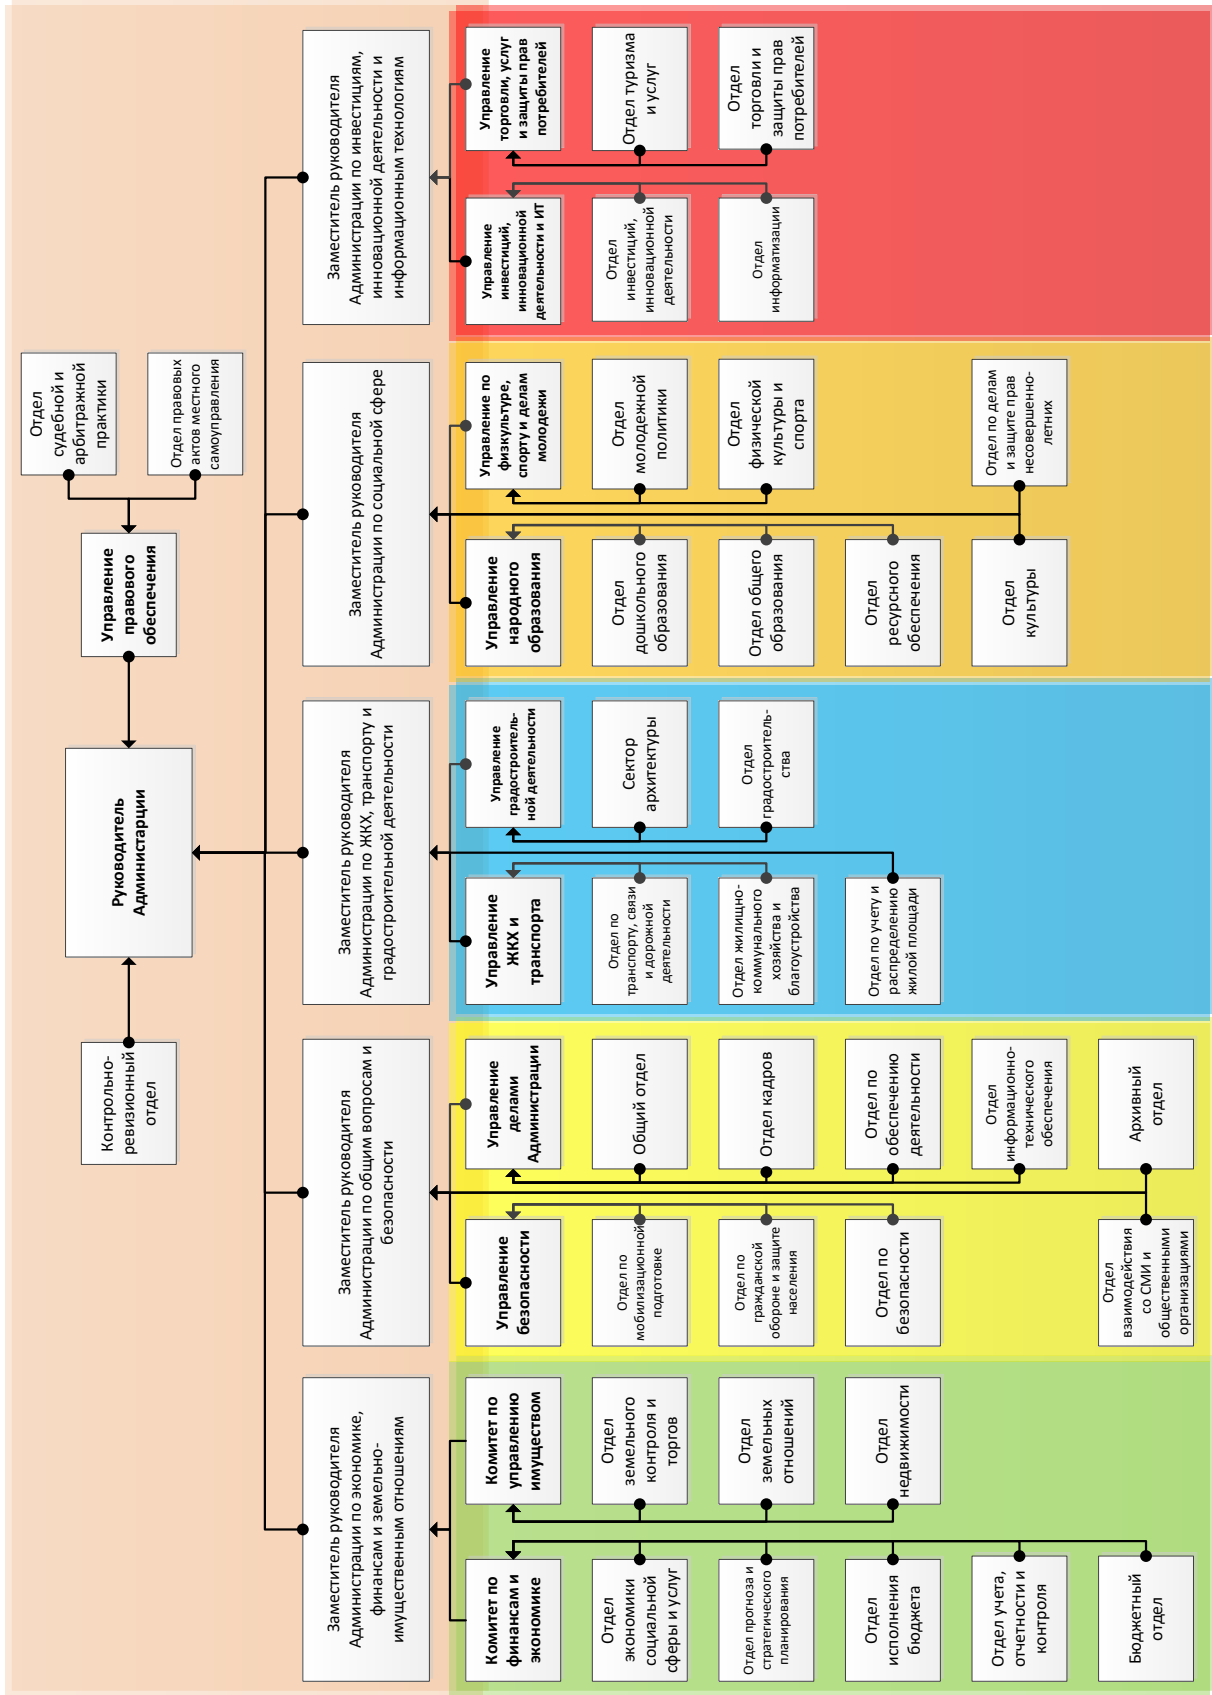 Контрольно-
ревизионный
отдел
Руководитель
Администарции
Управление
правового
обеспечения
Отдел
судебной и
арбитражной
практики
Отдел правовых
актов местного
самоуправления
Заместитель руководителя
Администрации по экономике,
финансам и земельно-
имущественным отношениям
Заместитель руководителя
Администрации по общим вопросам и
безопасности
Заместитель руководителя
Администрации по ЖКХ, транспорту и
градостроительной деятельности
Заместитель руководителя
Администрации по социальной сфере
Заместитель руководителя
Администрации по инвестициям,
инновационной деятельности и
информационным технологиям
Комитет по
финансам и
экономике
Отдел
экономики
социальной
сферы и услуг
Отдел прогноза и
стратегического
планирования
Отдел
исполнения
бюджета
Отдел учета,
отчетности и
контроля
Бюджетный
отдел
Комитет по
управлению
имуществом
Отдел
земельного
контроля и
торгов
Отдел
земельных
отношений
Отдел
недвижимости
Управление
безопасности
Отдел по
мобилизационной
подготовке
Отдел по
гражданской
обороне и защите
населения
Отдел по
безопасности
Отдел
взаимодействия
со СМИ и
общественными
организациями
Управление
делами
Администрации
Общий отдел
Отдел кадров
Отдел по
обеспечению
деятельности
Отдел
информационно-
технического
обеспечения
Архивный
отдел
Управление
ЖКХ и
транспорта
Отдел по
транспорту, связи
и дорожной
деятельности
Отдел жилищно-
коммунального
хозяйства и
благоустройства
Отдел по учету и
распределению
жилой площади
Управление
градостроитель-
ной деятельности
Сектор
архитектуры
Отдел
градостроитель-
ства
Управление
народного
образования
Отдел
дошкольного
образования
Отдел общего
образования
Отдел
ресурсного
обеспечения
Отдел
культуры
Управление по
физкультуре,
спорту и делам
молодежи
Отдел
молодежной
политики
Отдел
физической
культуры и
спорта
Отдел по делам
и защите прав
несовершенно-
летних
Управление
инвестиций,
инновационной
деятельности и ИТ
Отдел
инвестиций,
инновационной
деятельности
Отдел
информатизации
Управление
торговли, услуг
и защиты прав
потребителей
Отдел туризма
и услуг
Отдел
торговли и
защиты прав
потребителей